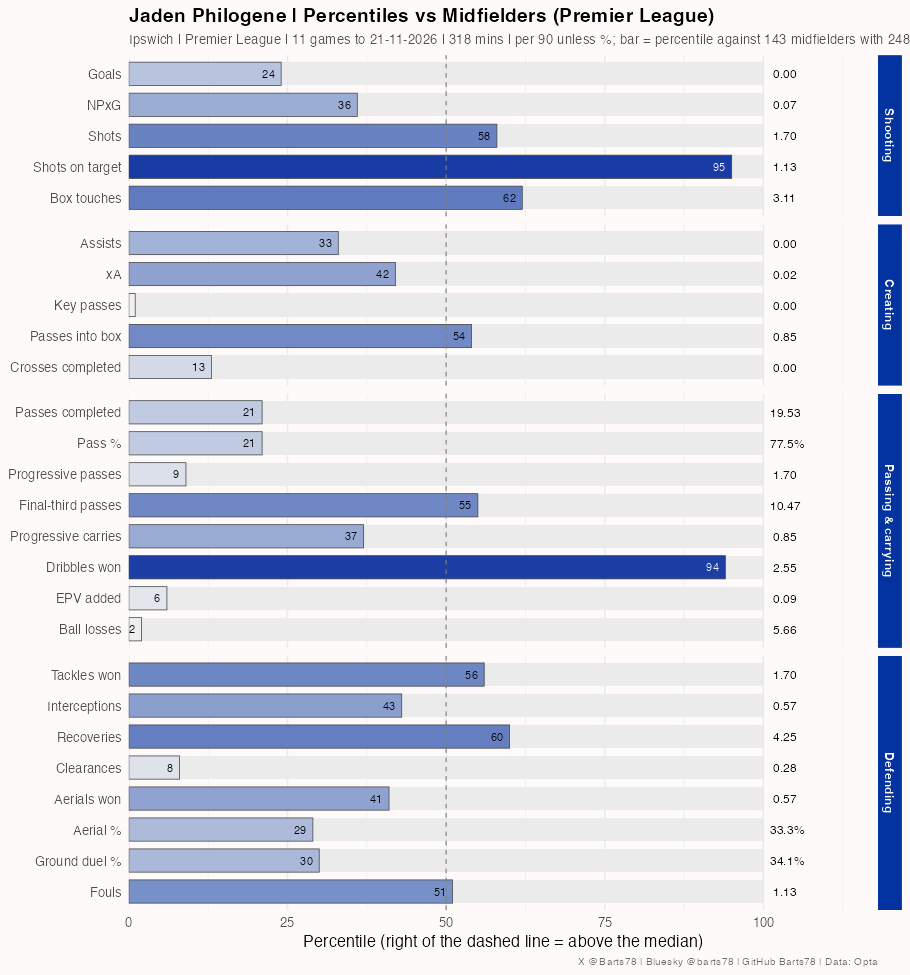 Jaden Philogene | Percentiles vs Midfielders (Premier League)
Ipswich | Premier League | 11 games to 21-11-2026 | 318 mins | per 90 unless %; bar = percentile against 143 midfielders with 248
Goals 24 0.00
NPxG 36 0.07
Shots 58 1.70
Shots on target 95 1.13
Box touches 62 3.11
Shooting
Assists 33 0.00
xA 42 0.02
Key passes 0.00
Passes into box 54 0.85
Crosses completed 13 0.00
Creating
Passes completed 21 19.53
Pass % 21 77.5%
Progressive passes 9 1.70
Final-third passes 55 10.47
Progressive carries 37 0.85
Dribbles won 94 2.55
EPV added 6 0.09
Ball losses 2 5.66
Passing & carrying
Tackles won 56 1.70
Interceptions 43 0.57
Recoveries 60 4.25
Clearances 8 0.28
Aerials won 41 0.57
Aerial % 29 33.3%
Ground duel % 30 34.1%
Fouls 51 1.13
Defending
0 25 50 75 100
Percentile (right of the dashed line = above the median)
X @Barts78 | Bluesky @barts78 | GitHub Barts78 | Data: Opta